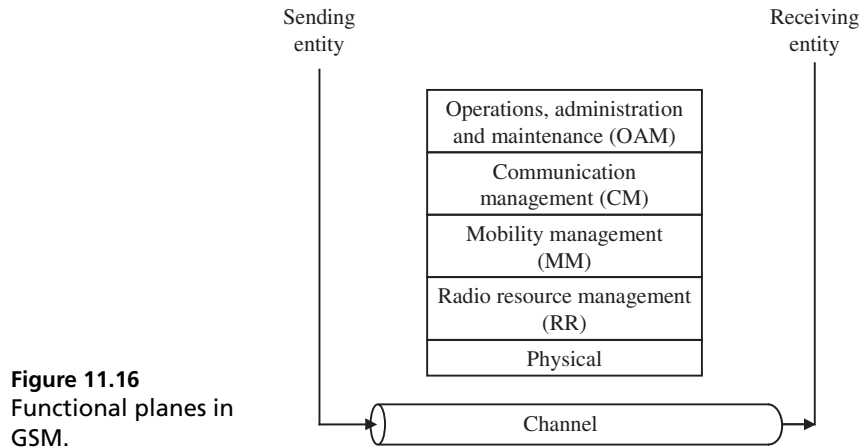 Sending
entity
Receiving
entity
Operations, administration
and maintenance (OAM)
Communication
management (CM)
Mobility management
(MM)
Radio resource management
(RR)
Physical
Channel
Figure 11.16
Functional planes in
GSM.